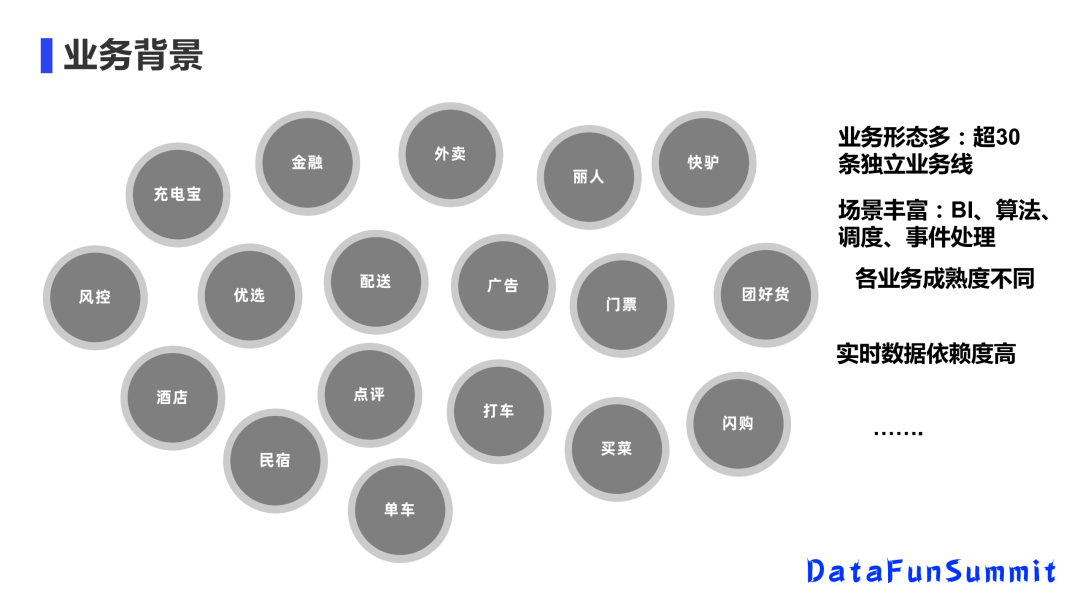 业务背景
外卖
金融
丽人
快驴
充电宝
配送
广告
优选
风控
门票
团好货
点评
酒店
打车
闪购
买菜
民宿
单车
业务形态多：超30
条独立业务线
场景丰富：BI、算法、
调度、事件处理
各业务成熟度不同
实时数据依赖度高
…….
DataFunSummit